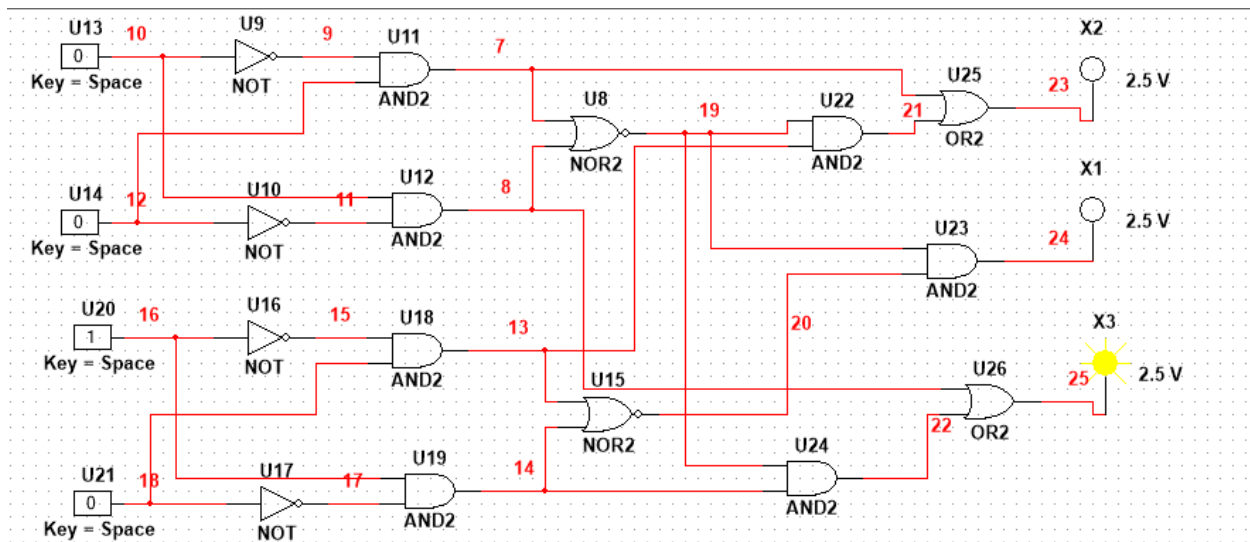 U13
10
U9
9
U11
7
X2
0
Key = Space
NOT
AND2
U8
19
U22
21
U25
23
2.5 V
NOR2
AND2
OR2
U14
12
U10
11
U12
8
X1
0
Key = Space
NOT
AND2
2.5 V
U23
24
AND2
U20
16
U16
15
U18
13
20
X3
1
Key = Space
NOT
AND2
U15
U26
25
2.5 V
NOR2
22
OR2
U21
18
U17
17
U19
14
U24
0
Key = Space
NOT
AND2
AND2